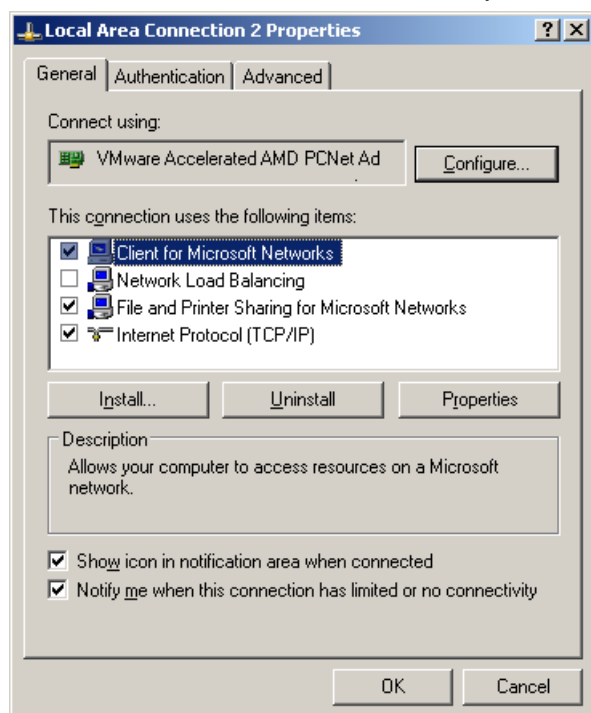 Local Area Connection 2 Properties
General Authentication Advanced
Connect using:
VMware Accelerated AMD PCNet Ad
Configure...
This connection uses the following items:
Client for Microsoft Networks
Network Load Balancing
File and Printer Sharing for Microsoft Networks
Internet Protocol (TCP/IP)
Install... Uninstall Properties
Description
Allows your computer to access resources on a Microsoft
network.
Show icon in notification area when connected
Notify me when this connection has limited or no connectivity
OK Cancel